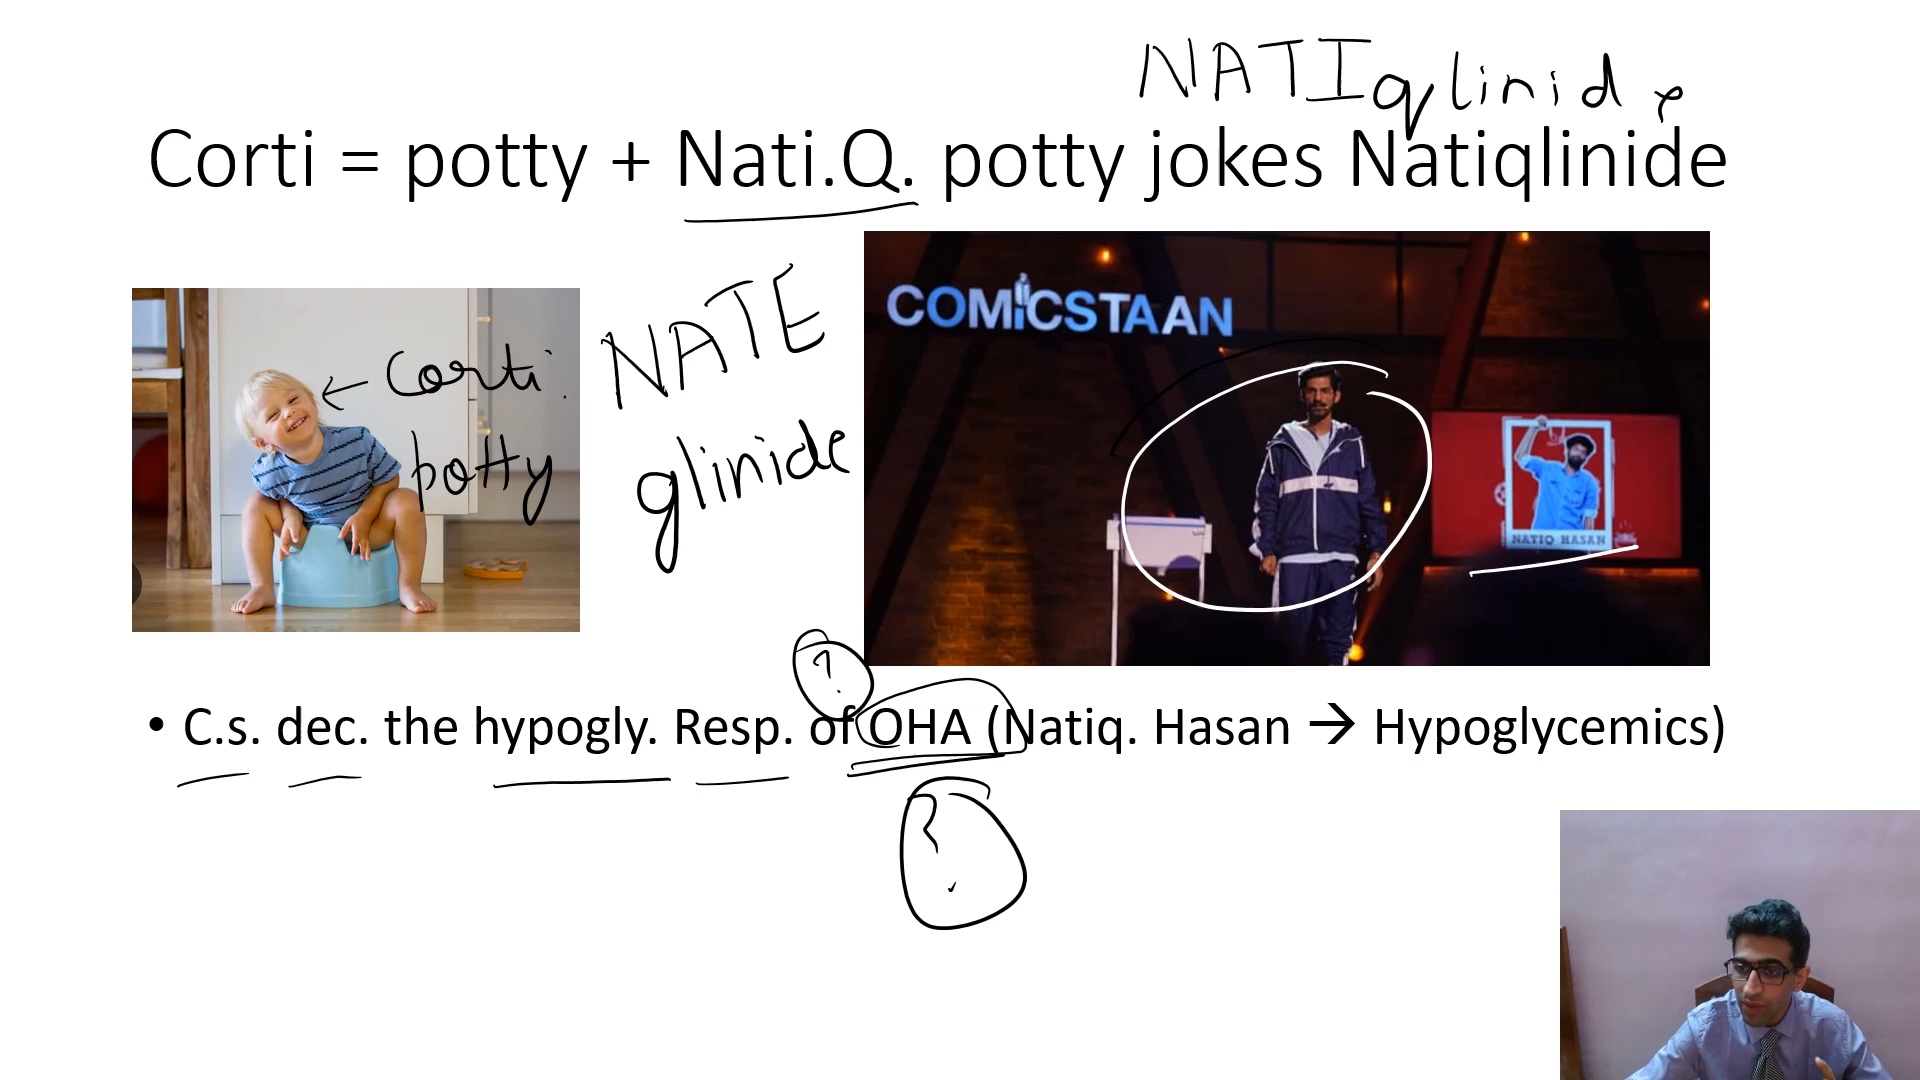 NATIqlinide
Corti = potty + Nati.Q. potty jokes Natiqlinide
COMICSTAAN
← Corti
potty
NATE
glinide
NATIQ HASAN
?
• C.s. dec. the hypogly. Resp. of OHA (Natiq. Hasan → Hypoglycemics)
?